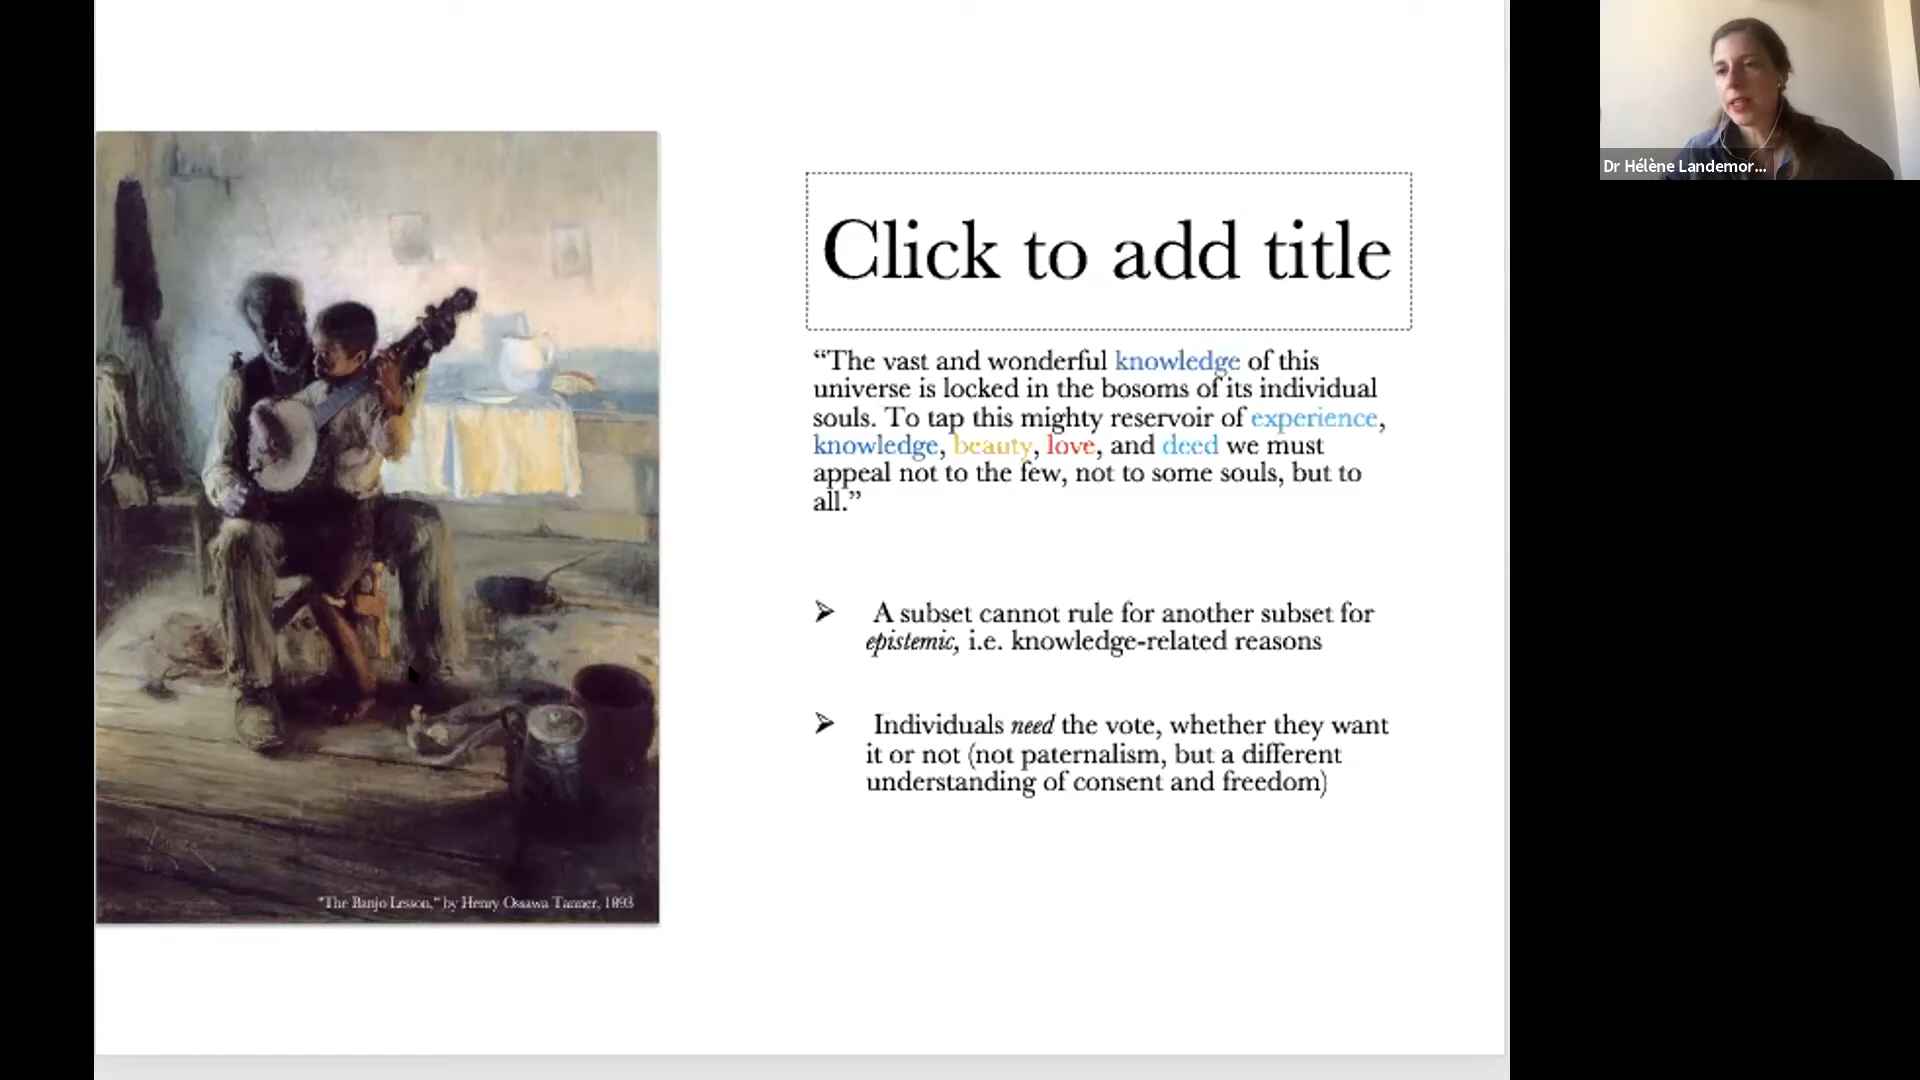 Dr Hélène Landemor...
Click to add title
“The vast and wonderful knowledge of this
universe is locked in the bosoms of its individual
souls. To tap this mighty reservoir of experience,
knowledge, beauty, love, and deed we must
appeal not to the few, not to some souls, but to
all.”
➢ A subset cannot rule for another subset for
epistemic, i.e. knowledge-related reasons
➢ Individuals need the vote, whether they want
it or not (not paternalism, but a different
understanding of consent and freedom)
"The Banjo Lesson," by Henry Ossawa Tanner, 1893